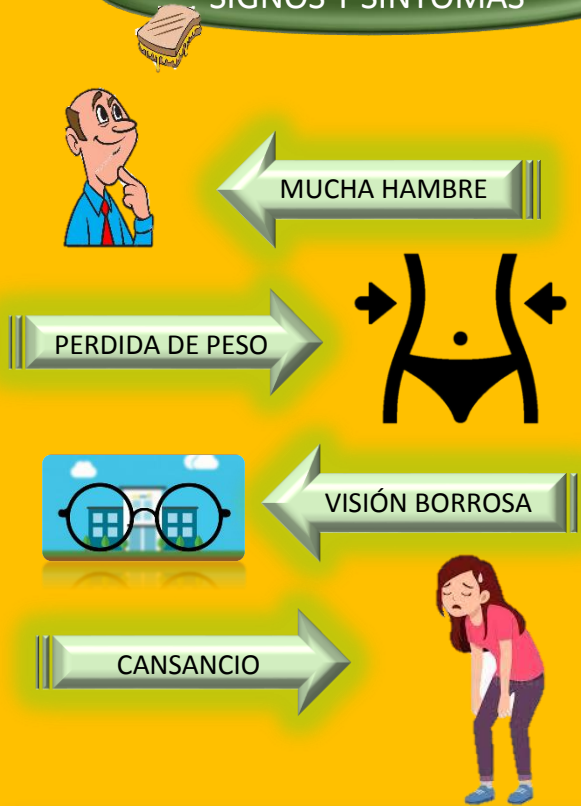 SIGNOS Y SINTOMAS
MUCHA HAMBRE
PERDIDA DE PESO
VISIÓN BORROSA
CANSANCIO